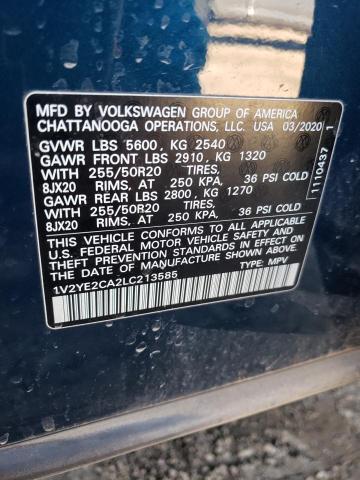 MFD BY VOLKSWAGEN GROUP OF AMERICA
CHATTANOOGA OPERATIONS, LLC. USA 03/2020
GVWR LBS 5600, KG 2540
GAWR FRONT LBS 2910, KG 1320
WITH 255/50R20 TIRES,
8JX20 RIMS, AT 250 KPA, 36 PSI COLD
GAWR REAR LBS 2800, KG 1270
WITH 255/50R20 TIRES,
8JX20 RIMS, AT 250 KPA, 36 PSI COLD
THIS VEHICLE CONFORMS TO ALL APPLICABLE
U.S. FEDERAL MOTOR VEHICLE SAFETY AND
THEFT PREVENTION STANDARDS IN EFFECT ON
THE DATE OF MANUFACTURE SHOWN ABOVE
1V2YE2CA2LC213585 TYPE: MPV
1110437 1